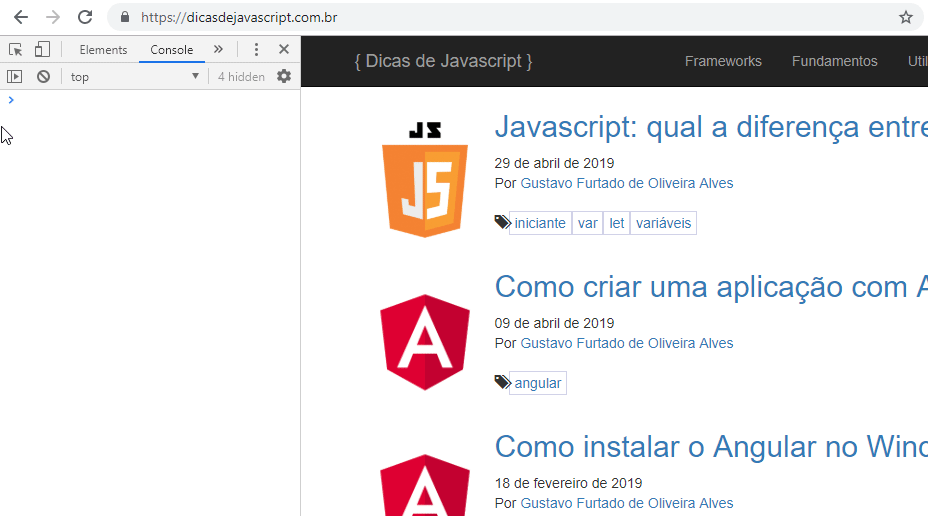 https://dicasdejavascript.com.br
Elements Console »
top 4 hidden
{ Dicas de Javascript } Frameworks Fundamentos Util
JS
JS
Javascript: qual a diferença entre
29 de abril de 2019
Por Gustavo Furtado de Oliveira Alves
iniciante var let variáveis
A
Como criar uma aplicação com A
09 de abril de 2019
Por Gustavo Furtado de Oliveira Alves
angular
A
Como instalar o Angular no Wind
18 de fevereiro de 2019
Por Gustavo Furtado de Oliveira Alves